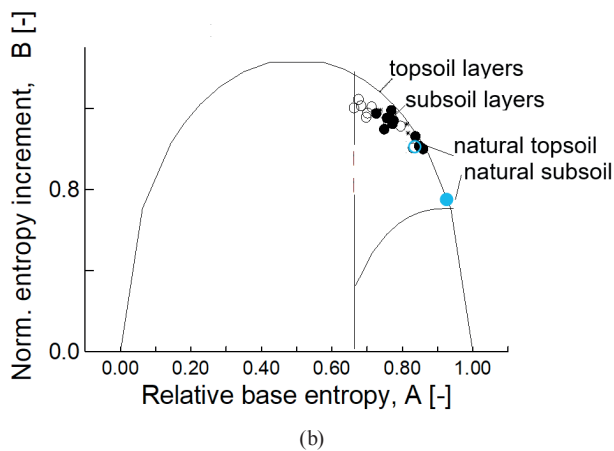 Norm. entropy increment, B [-]
topsoil layers
subsoil layers
natural topsoil
natural subsoil
0.8
0.0
0.00 0.20 0.40 0.60 0.80 1.00
Relative base entropy, A [-]
(b)